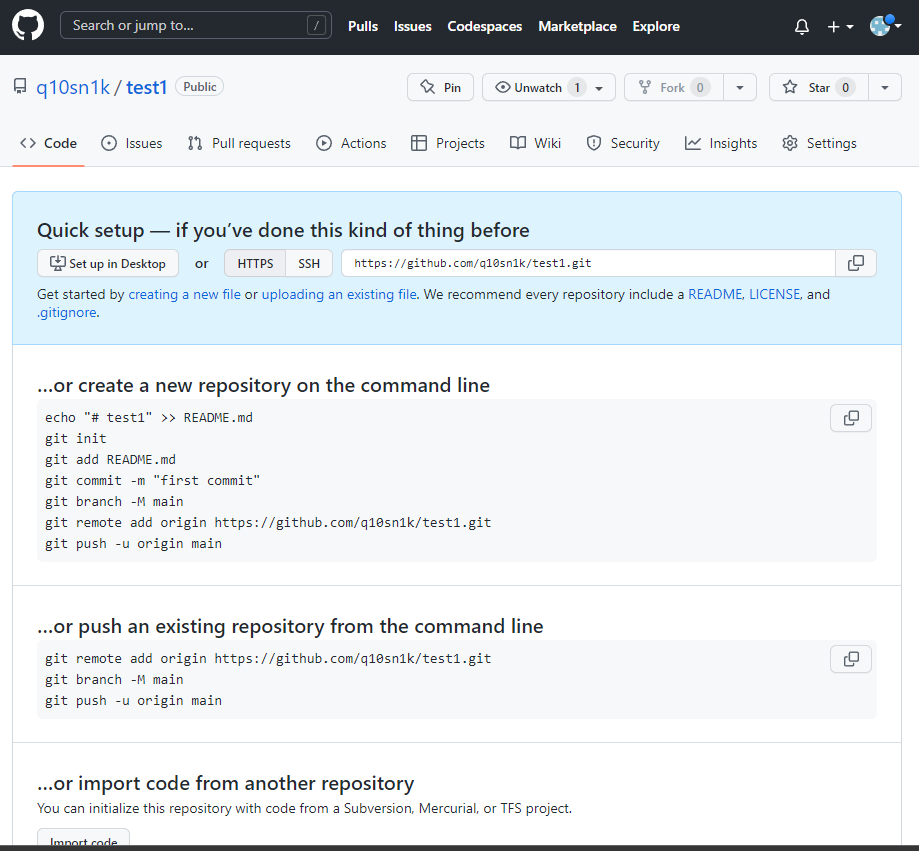 Search or jump to... /
Pulls Issues Codespaces Marketplace Explore
q10sn1k / test1 Public
Pin Unwatch 1 Fork 0 Star 0
Code Issues Pull requests Actions Projects Wiki Security Insights Settings
Quick setup — if you’ve done this kind of thing before
Set up in Desktop or HTTPS SSH https://github.com/q10sn1k/test1.git
Get started by creating a new file or uploading an existing file. We recommend every repository include a README, LICENSE, and
.gitignore.
…or create a new repository on the command line
echo "# test1" >> README.md
git init
git add README.md
git commit -m "first commit"
git branch -M main
git remote add origin https://github.com/q10sn1k/test1.git
git push -u origin main
…or push an existing repository from the command line
git remote add origin https://github.com/q10sn1k/test1.git
git branch -M main
git push -u origin main
…or import code from another repository
You can initialize this repository with code from a Subversion, Mercurial, or TFS project.
Import code